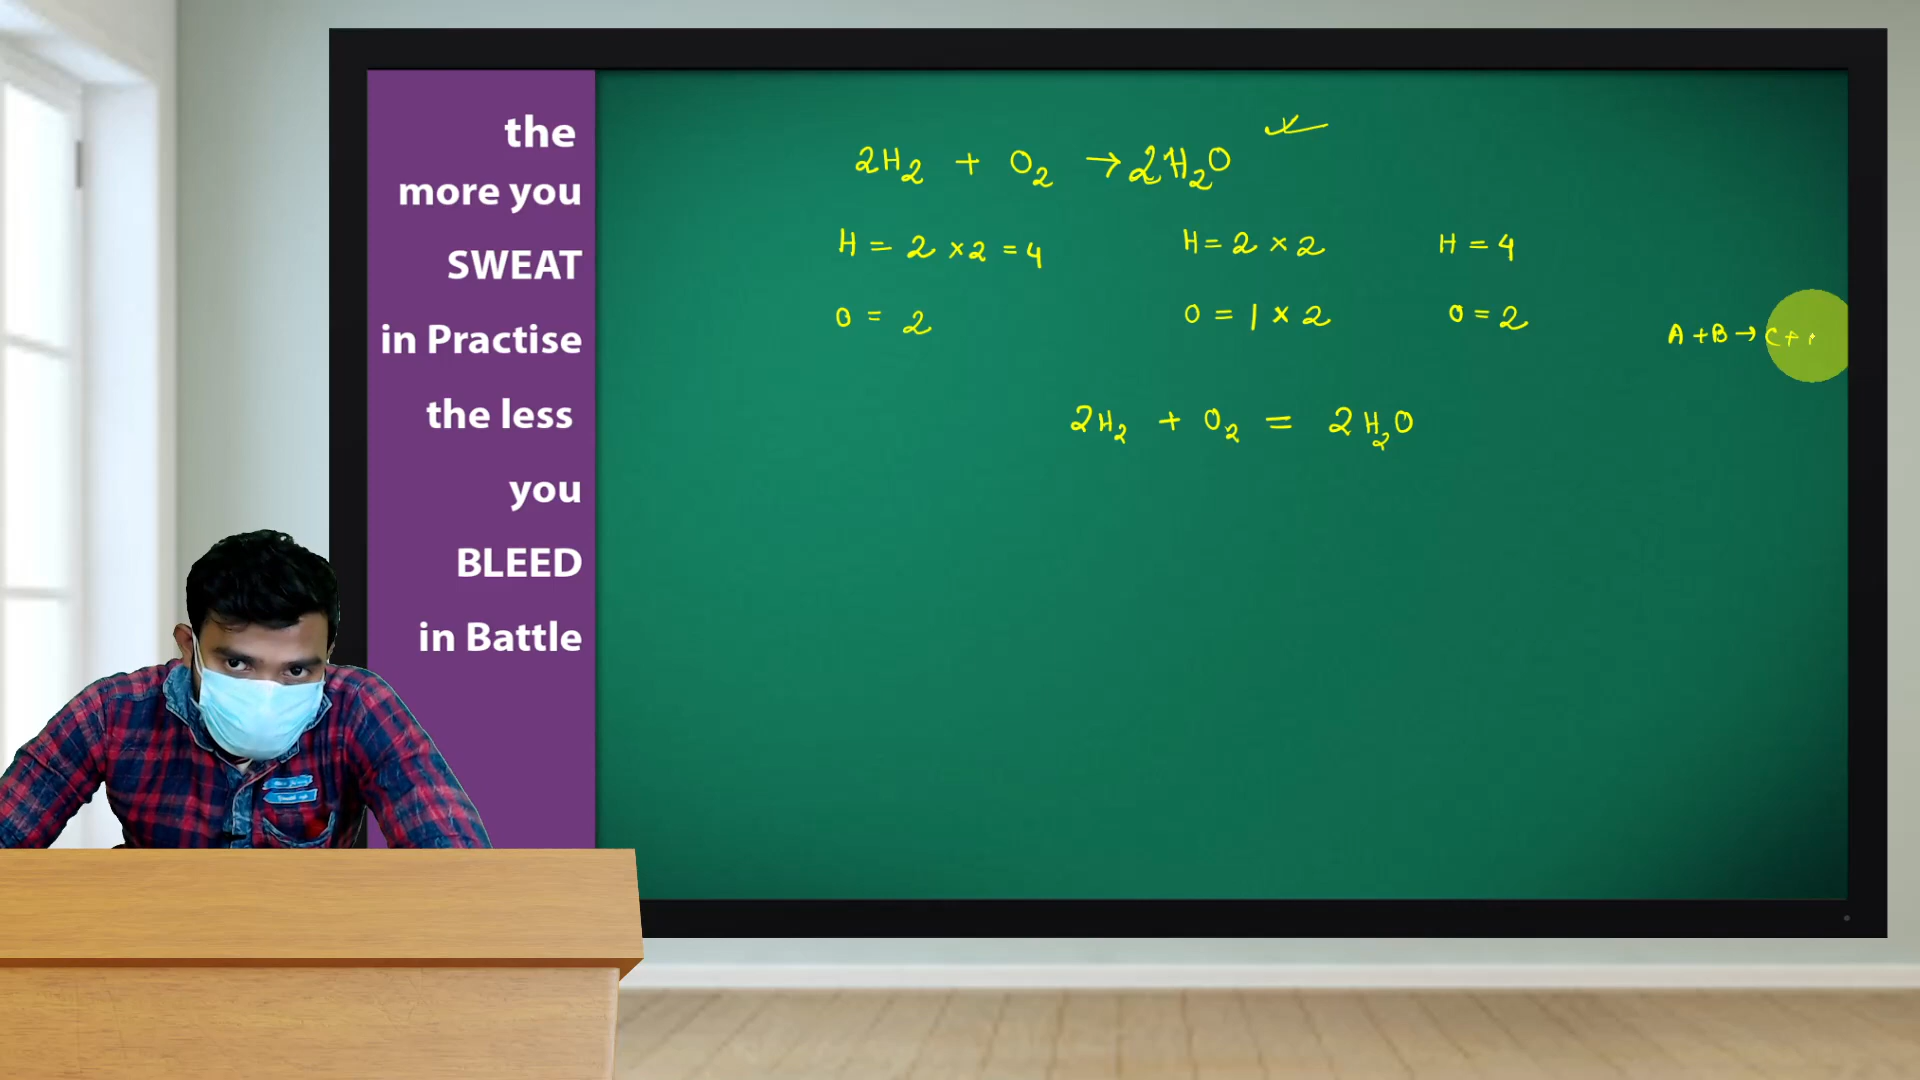 the
more you
SWEAT
in Practise
the less
you
BLEED
in Battle
2H₂ + O₂ → 2H₂O
H = 2 × 2 = 4 H = 2 × 2 H = 4
O = 2 O = 1 × 2 O = 2
A + B → C +
2H₂ + O₂ = 2H₂O